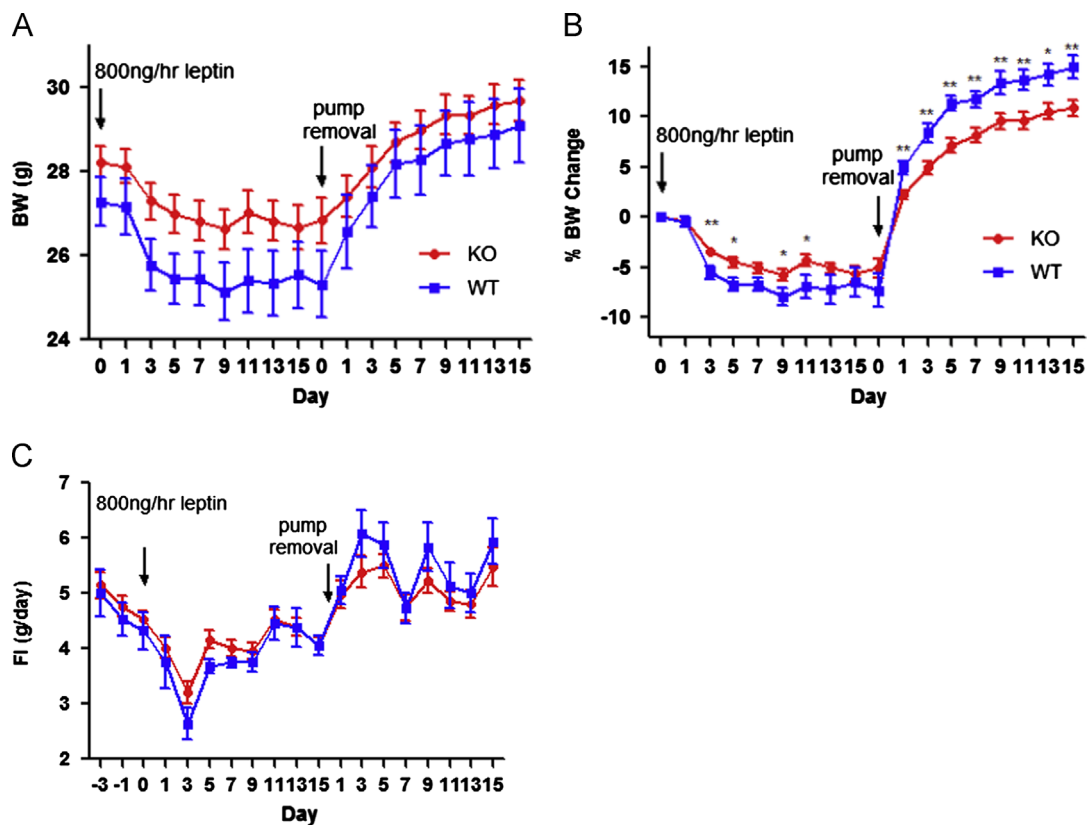 A
800ng/hr leptin
pump
removal
BW (g)
30
28
26
24
KO
WT
0 1 3 5 7 9 11 13 15 0 1 3 5 7 9 11 13 15
Day
B
800ng/hr leptin
pump
removal
% BW Change
15
10
5
0
-5
-10
** * * * ** ** ** ** ** ** * **
KO
WT
0 1 3 5 7 9 11 13 15 0 1 3 5 7 9 11 13 15
Day
C
800ng/hr leptin
pump
removal
FI (g/day)
7
6
5
4
3
2
-3 -1 0 1 3 5 7 9 11 13 15 1 3 5 7 9 11 13 15
Day